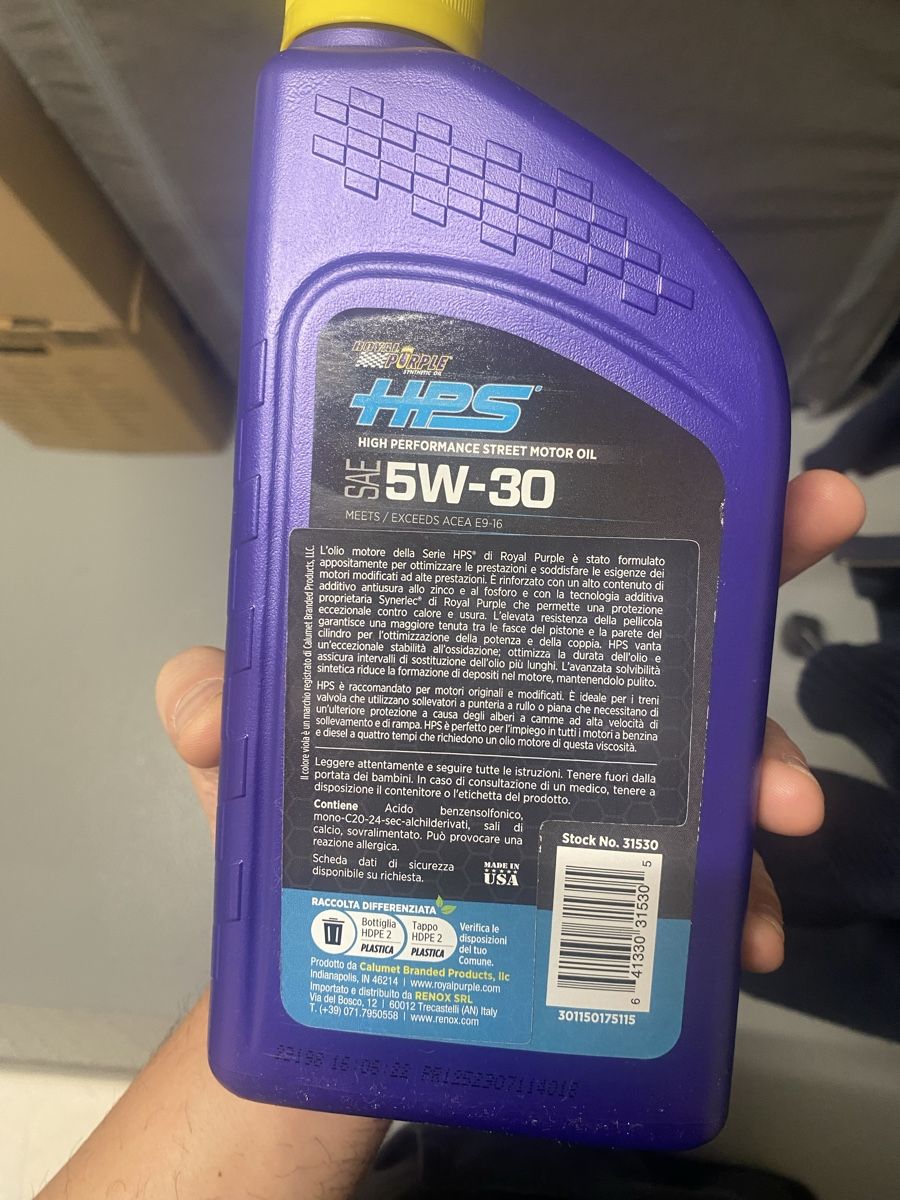 ROYAL
PURPLE
SYNTHETIC OIL
HPS®
HIGH PERFORMANCE STREET MOTOR OIL
SAE 5W-30
MEETS / EXCEEDS ACEA E9-16
Il colore viola è un marchio registrato di Calumet Branded Products, LLC
L'olio motore della Serie HPS® di Royal Purple è stato formulato
appositamente per ottimizzare le prestazioni e soddisfare le esigenze dei
motori modificati ad alte prestazioni. È rinforzato con un alto contenuto di
additivo antiusura allo zinco e al fosforo e con la tecnologia additiva
proprietaria Synerlec® di Royal Purple che permette una protezione
eccezionale contro calore e usura. L'elevata resistenza della pellicola
garantisce una maggiore tenuta tra le fasce del pistone e la parete del
cilindro per l'ottimizzazione della potenza e della coppia. HPS vanta
un'eccezionale stabilità all'ossidazione; ottimizza la durata dell'olio e
assicura intervalli di sostituzione dell'olio più lunghi. L'avanzata solvibilità
sintetica riduce la formazione di depositi nel motore, mantenendolo pulito.
HPS è raccomandato per motori originali e modificati. È ideale per i treni
valvola che utilizzano sollevatori a punteria a rullo o piana che necessitano di
un'ulteriore protezione a causa degli alberi a camme ad alta velocità di
sollevamento e di rampa. HPS è perfetto per l'impiego in tutti i motori a benzina
e diesel a quattro tempi che richiedono un olio motore di questa viscosità.
Leggere attentamente e seguire tutte le istruzioni. Tenere fuori dalla
portata dei bambini. In caso di consultazione di un medico, tenere a
disposizione il contenitore o l'etichetta del prodotto.
Contiene Acido benzensolfonico,
mono-C20-24-sec-alchilderivati, sali di
calcio, sovralimentato. Può provocare una
reazione allergica.
Scheda dati di sicurezza
disponibile su richiesta.
MADE IN
USA
Stock No. 31530
6 41330 31530 5
301150175115
RACCOLTA DIFFERENZIATA
Bottiglia
HDPE 2
PLASTICA
Tappo
HDPE 2
PLASTICA
Verifica le
disposizioni
del tuo
Comune.
Prodotto da Calumet Branded Products, llc
Indianapolis, IN 46214 | www.royalpurple.com
Importato e distribuito da RENOX SRL
Via del Bosco, 12 | 60012 Trecastelli (AN) Italy
T. (+39) 071.7950558 | www.renox.com